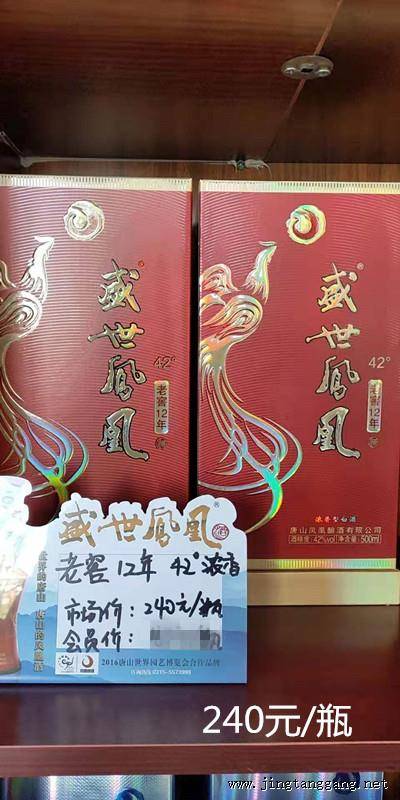 盛世鳳凰
42°
老窖12年
盛世鳳凰
42°
老窖12年
浓香型白酒
唐山凤凰酿酒有限公司
酒精度:42%vol 净含量:500ml
盛世鳳凰
老窖12年 42°浓香
市场价:240元/瓶
会员价:
2016唐山世界园艺博览会合作品牌
240元/瓶
www.jingtanggang.net